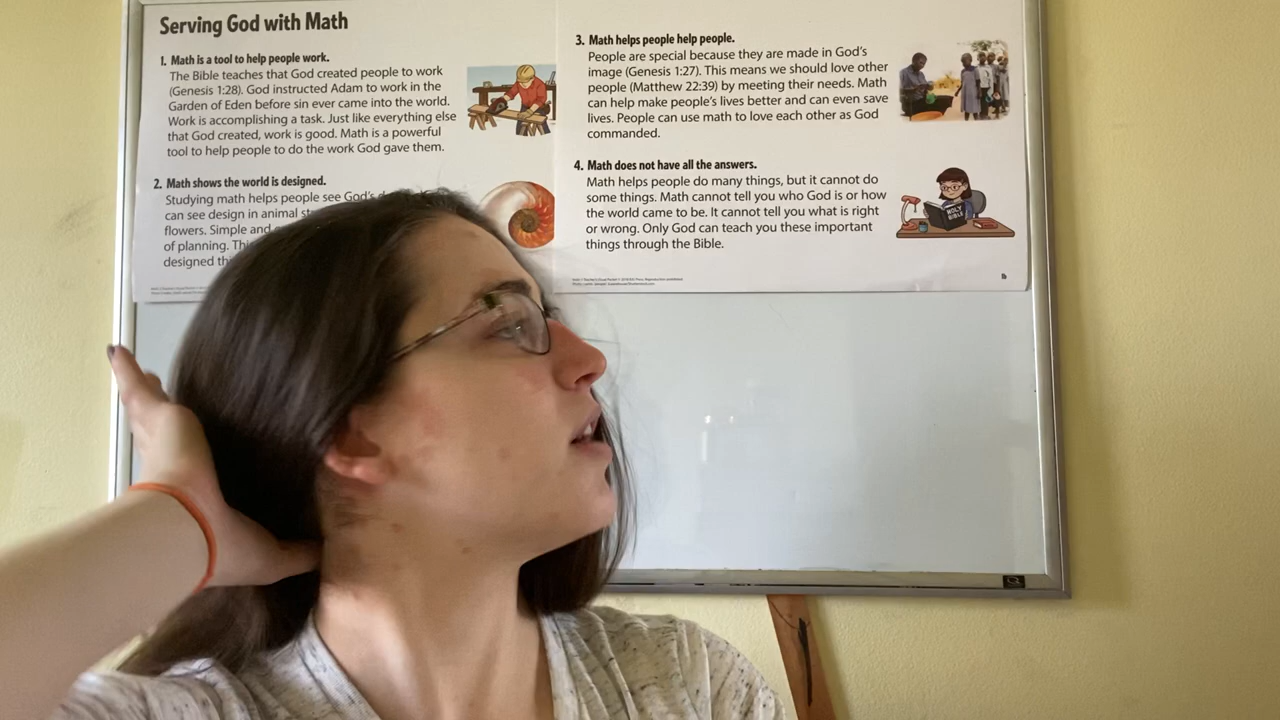 Serving God with Math
1. Math is a tool to help people work.
The Bible teaches that God created people to work
(Genesis 1:28). God instructed Adam to work in the
Garden of Eden before sin ever came into the world.
Work is accomplishing a task. Just like everything else
that God created, work is good. Math is a powerful
tool to help people to do the work God gave them.
2. Math shows the world is designed.
Studying math helps people see God's
can see design in animal
flowers. Simple and
of planning.
designed
3. Math helps people help people.
People are special because they are made in God's
image (Genesis 1:27). This means we should love other
people (Matthew 22:39) by meeting their needs. Math
can help make people's lives better and can even save
lives. People can use math to love each other as God
commanded.
4. Math does not have all the answers.
Math helps people do many things, but it cannot do
some things. Math cannot tell you who God is or how
the world came to be. It cannot tell you what is right
or wrong. Only God can teach you these important
things through the Bible.
HOLY
BIBLE